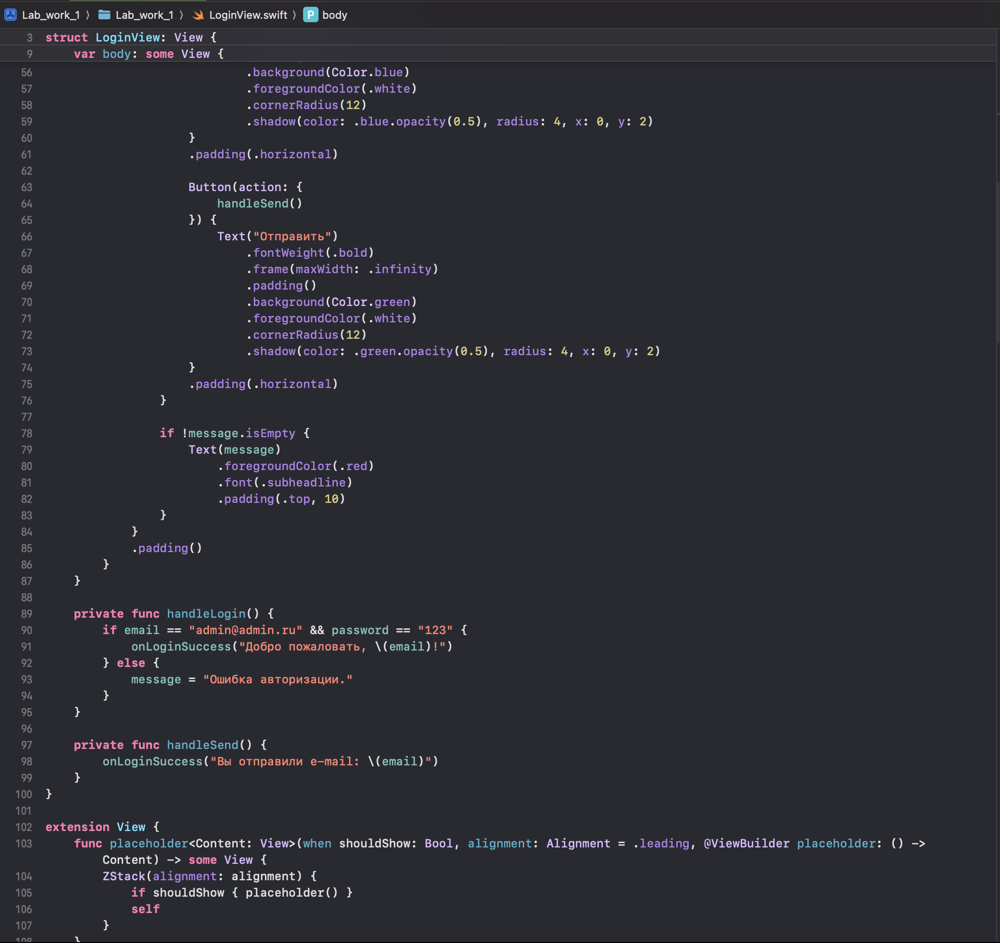 Lab_work_1 〉 Lab_work_1 〉 LoginView.swift 〉 P body
3 struct LoginView: View {
9     var body: some View {
56                             .background(Color.blue)
57                             .foregroundColor(.white)
58                             .cornerRadius(12)
59                             .shadow(color: .blue.opacity(0.5), radius: 4, x: 0, y: 2)
60                     }
61                     .padding(.horizontal)
62
63                     Button(action: {
64                         handleSend()
65                     }) {
66                         Text("Отправить")
67                             .fontWeight(.bold)
68                             .frame(maxWidth: .infinity)
69                             .padding()
70                             .background(Color.green)
71                             .foregroundColor(.white)
72                             .cornerRadius(12)
73                             .shadow(color: .green.opacity(0.5), radius: 4, x: 0, y: 2)
74                     }
75                     .padding(.horizontal)
76                 }
77
78                 if !message.isEmpty {
79                     Text(message)
80                         .foregroundColor(.red)
81                         .font(.subheadline)
82                         .padding(.top, 10)
83                 }
84             }
85             .padding()
86         }
87     }
88
89     private func handleLogin() {
90         if email == "admin@admin.ru" && password == "123" {
91             onLoginSuccess("Добро пожаловать, \(email)!")
92         } else {
93             message = "Ошибка авторизации."
94         }
95     }
96
97     private func handleSend() {
98         onLoginSuccess("Вы отправили e-mail: \(email)")
99     }
100 }
101
102 extension View {
103     func placeholder<Content: View>(when shouldShow: Bool, alignment: Alignment = .leading, @ViewBuilder placeholder: () ->
        Content) -> some View {
104         ZStack(alignment: alignment) {
105             if shouldShow { placeholder() }
106             self
107         }
108     }